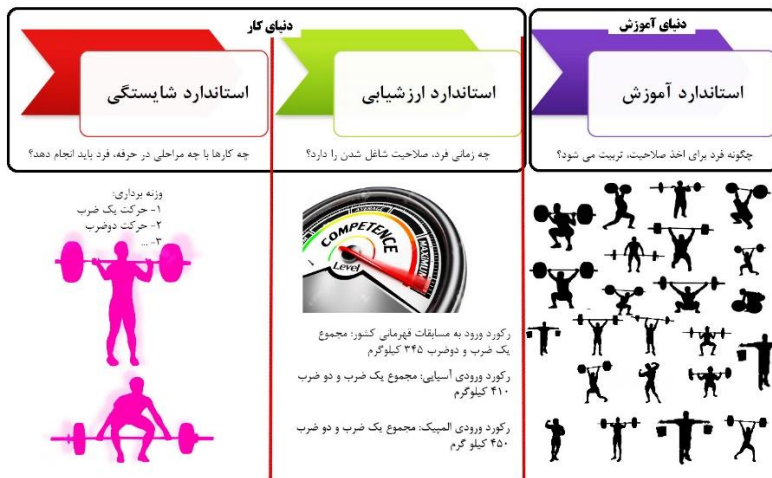 دنیای آموزش
استاندارد آموزش
چگونه فرد برای اخذ صلاحیت، تربیت می شود؟
دنیای کار
استاندارد ارزشیابی
چه زمانی فرد، صلاحیت شاغل شدن را دارد؟
استاندارد شایستگی
چه کارها با چه مراحلی در حرفه، فرد باید انجام دهد؟
AVERAGE
MAXIMUM
COMPETENCE
Level
رکورد ورود به مسابقات قهرمانی کشور: مجموع
یک ضرب و دوضرب ۳۴۵ کیلوگرم
رکورد ورودی آسیایی: مجموع یک ضرب و دو ضرب
۴۱۰ کیلوگرم
رکورد ورودی المپیک: مجموع یک ضرب و دو ضرب
۴۵۰ کیلو گرم
وزنه برداری:
۱- حرکت یک ضرب
۲- حرکت دوضرب
۳- ...